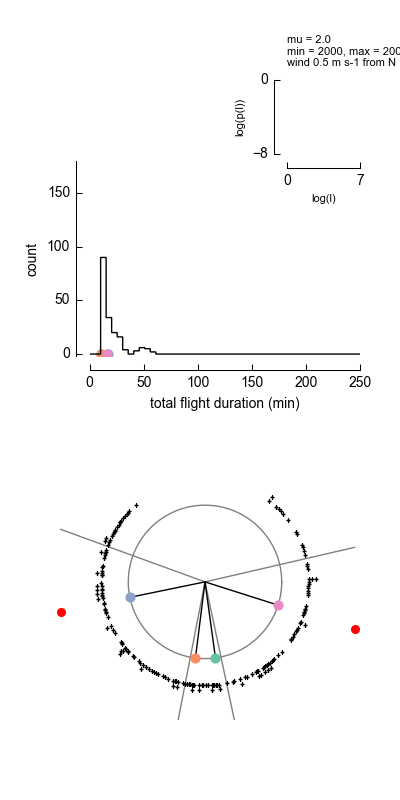 mu = 2.0
min = 2000, max = 200
wind 0.5 m s-1 from N
0
log(p(l))
−8
0 7
log(l)
150
count
100
50
0
0 50 100 150 200 250
total flight duration (min)